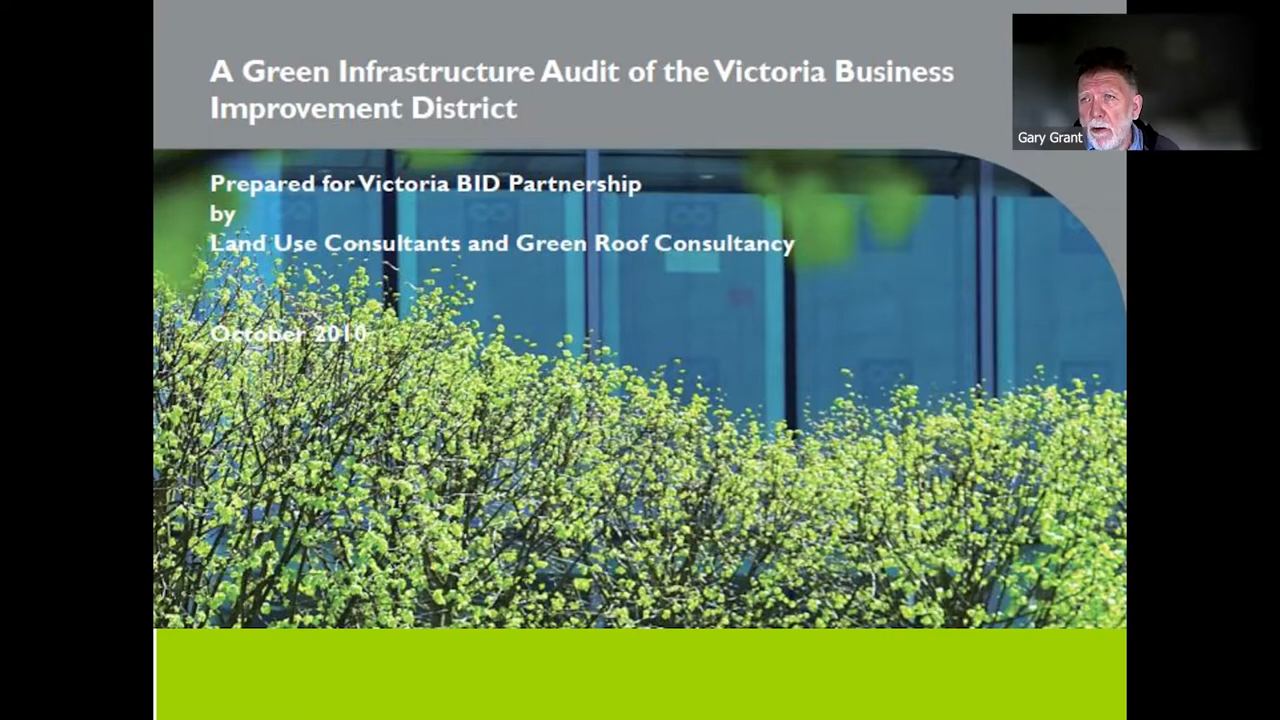 A Green Infrastructure Audit of the Victoria Business
Improvement District
Gary Grant
Prepared for Victoria BID Partnership
by
Land Use Consultants and Green Roof Consultancy
October 2010